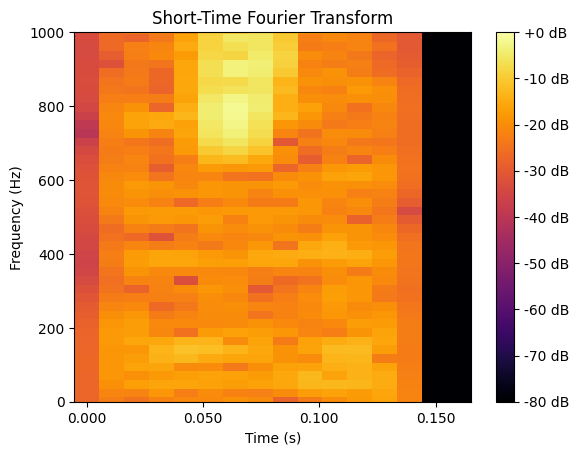 Short-Time Fourier Transform
1000
800
600
400
200
0
Frequency (Hz)
0.000
0.050
0.100
0.150
Time (s)
+0 dB
-10 dB
-20 dB
-30 dB
-40 dB
-50 dB
-60 dB
-70 dB
-80 dB